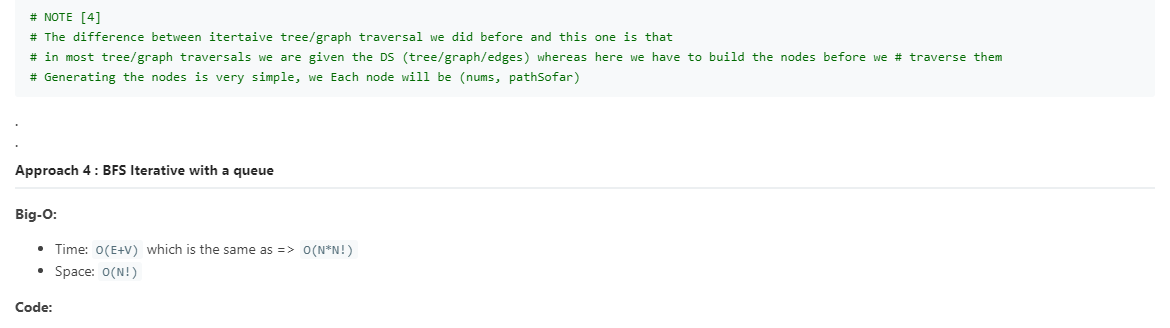 # NOTE [4]
# The difference between itertaive tree/graph traversal we did before and this one is that
# in most tree/graph traversals we are given the DS (tree/graph/edges) whereas here we have to build the nodes before we # traverse them
# Generating the nodes is very simple, we Each node will be (nums, pathSofar)
.
.
Approach 4 : BFS Iterative with a queue
Big-O:
• Time: O(E+V) which is the same as => O(N*N!)
• Space: O(N!)
Code: